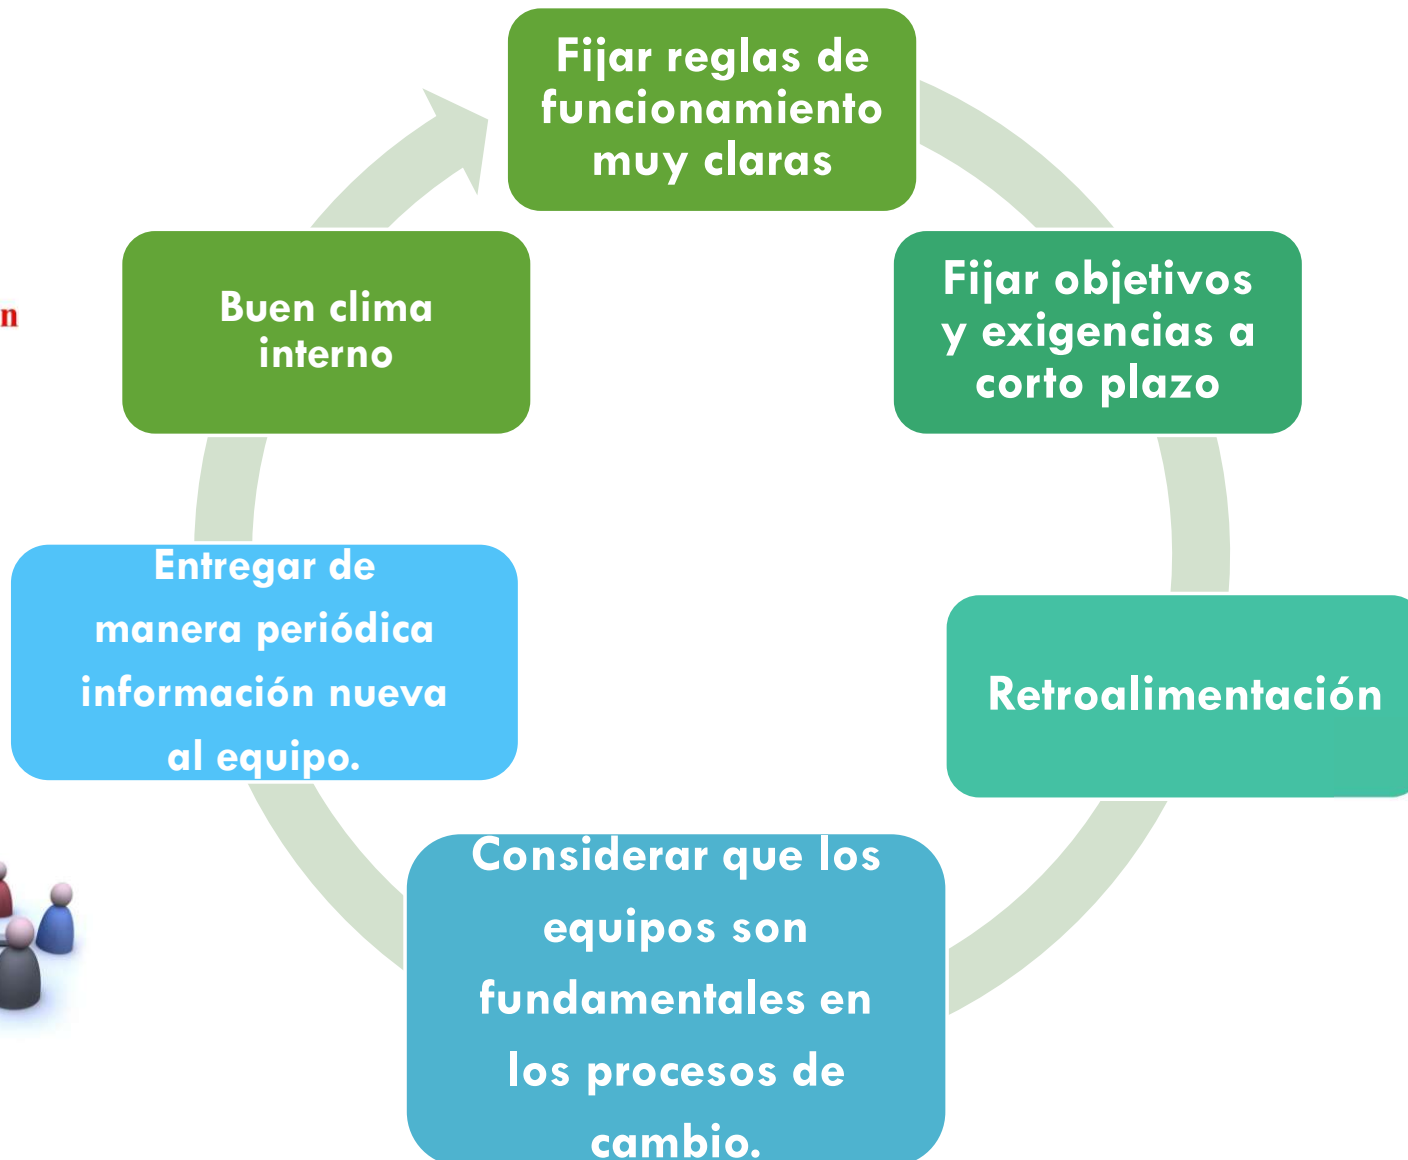 Fijar reglas de
funcionamiento
muy claras
Fijar objetivos
y exigencias a
corto plazo
Retroalimentación
Considerar que los
equipos son
fundamentales en
los procesos de
cambio.
Entregar de
manera periódica
información nueva
al equipo.
Buen clima
interno
n